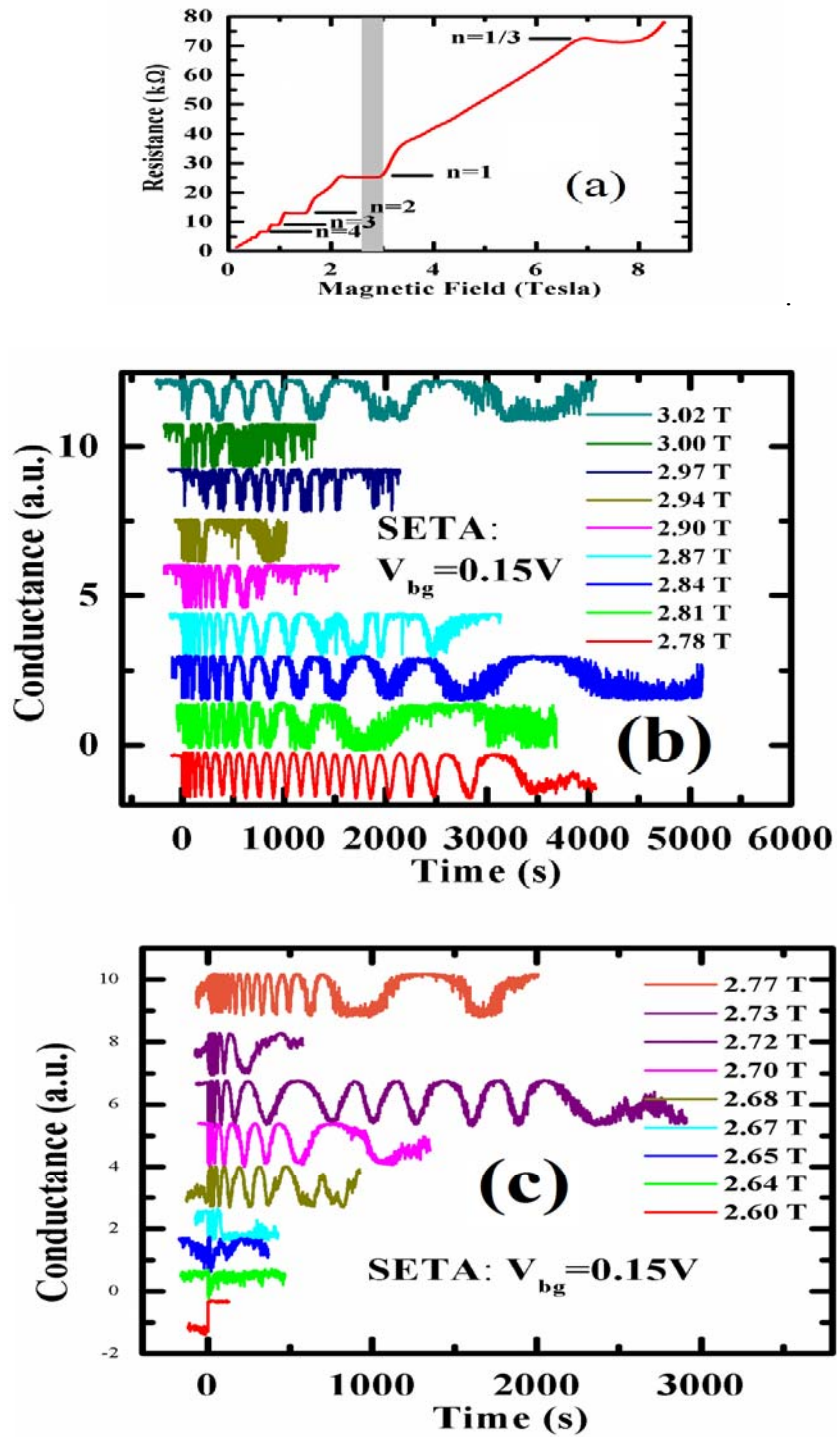 80
70
60
50
40
30
20
10
0
Resistance (kΩ)
n=1/3
n=1
n=2
n=3
n=4
(a)
0 2 4 6 8
Magnetic Field (Tesla)
10
5
0
Conductance (a.u.)
SETA:
V_bg=0.15V
3.02 T
3.00 T
2.97 T
2.94 T
2.90 T
2.87 T
2.84 T
2.81 T
2.78 T
(b)
0 1000 2000 3000 4000 5000 6000
Time (s)
10
8
6
4
2
0
-2
Conductance (a.u.)
2.77 T
2.73 T
2.72 T
2.70 T
2.68 T
2.67 T
2.65 T
2.64 T
2.60 T
(c)
SETA: V_bg=0.15V
0 1000 2000 3000
Time (s)